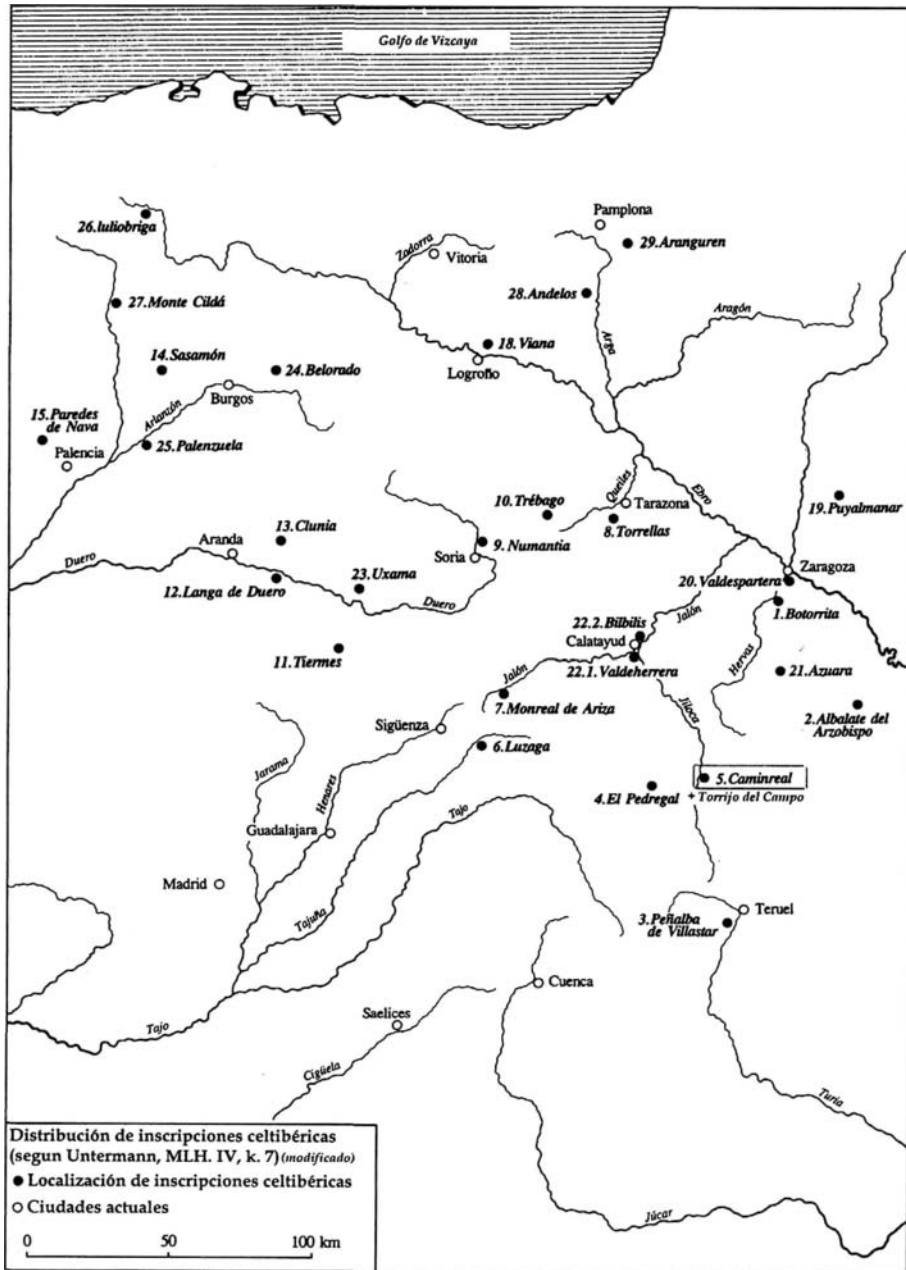 Golfo de Vizcaya
Pamplona
26.Iuliobriga
29.Aranguren
Zadorra
Vitoria
28.Andelos
27.Monte Cildá
Aragón
Arga
18.Viana
14.Sasamón
24.Belorado
Logroño
Burgos
15.Paredes
de Nava
Arlanzón
25.Palenzuela
Palencia
Ebro
10.Trébago
Queiles
Tarazona
19.Puyalmanar
13.Clunia
8.Torrellas
Aranda
9.Numantia
Soria
Duero
Zaragoza
12.Langa de Duero
23.Uxama
20.Valdespartera
Duero
1.Botorrita
22.2.Bilbilis
Jalón
Calatayud
11.Tiermes
22.1.Valdeherrera
Hervas
21.Azuara
Jalón
7.Monreal de Ariza
Jiloca
2.Albalate del
Arzobispo
Sigüenza
6.Luzaga
Jarama
5.Caminreal
4.El Pedregal
+ Torrijo del Campo
Henares
Tajo
Guadalajara
Madrid
Tajuña
Teruel
3.Peñalba
de Villastar
Cuenca
Saelices
Tajo
Cigüela
Turia
Distribución de inscripciones celtibéricas
(segun Untermann, MLH. IV, k. 7) (modificado)
● Localización de inscripciones celtibéricas
○ Ciudades actuales
Júcar
0 50 100 km